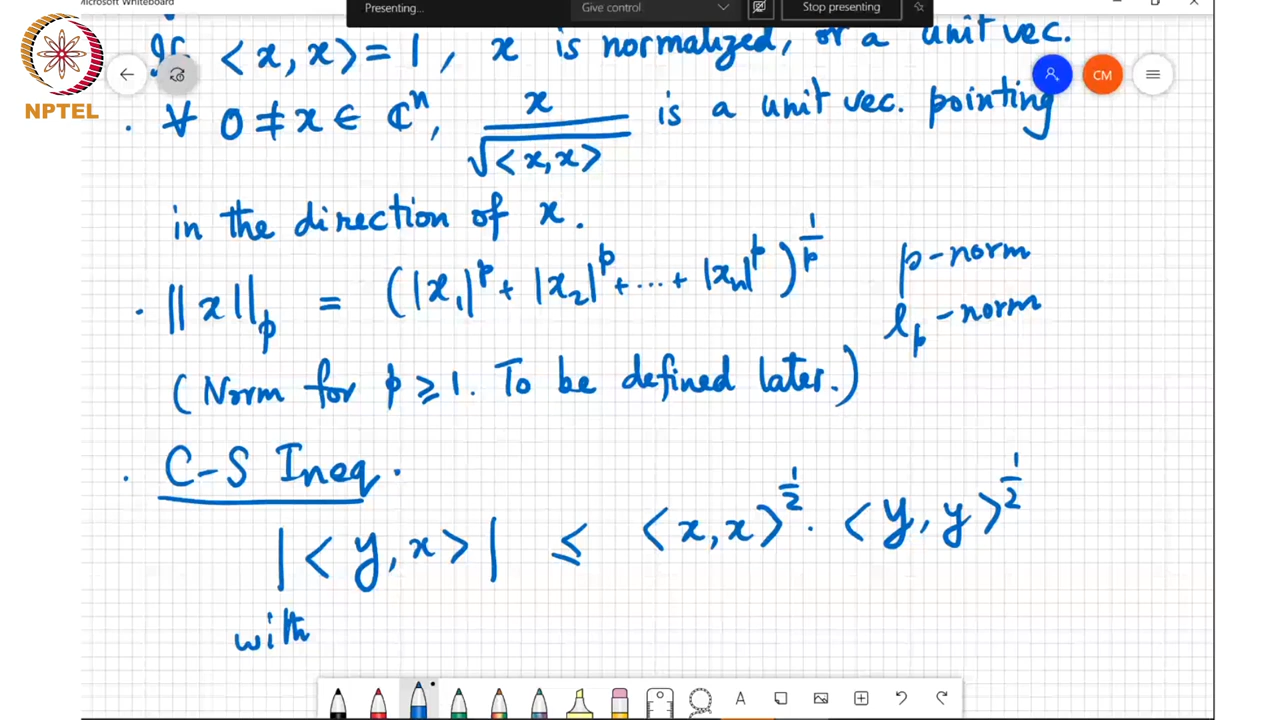 Microsoft Whiteboard
Presenting... Give control Stop presenting
If <x, x> = 1, x is normalized, or a unit vec.
CM
NPTEL
. ∀ 0 ≠ x ∈ ℂⁿ, x / √<x, x> is a unit vec. pointing
in the direction of x.
. ||x||_p = (|x₁|^p + |x₂|^p + ... + |xₙ|^p)^(1/p) p-norm
l_p-norm
(Norm for p ≥ 1. To be defined later.)
. C-S Ineq.
|<y, x>| ≤ <x, x>^(1/2) . <y, y>^(1/2)
with
A